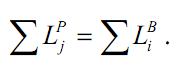 ∑ L_j^P = ∑ L_i^B .